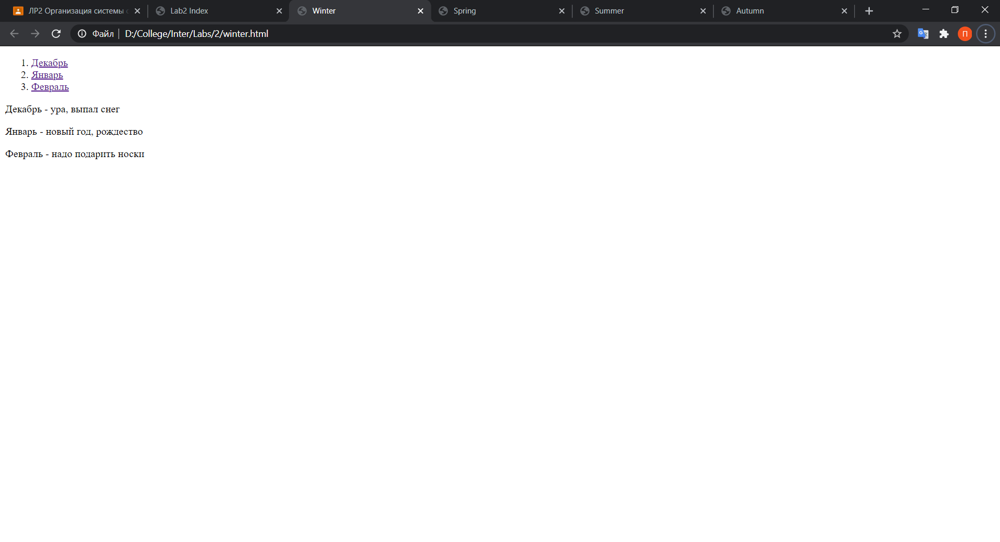 ЛР2 Организация системы
Lab2 Index
Winter
Spring
Summer
Autumn
Файл
D:/College/Inter/Labs/2/winter.html
П
1. Декабрь
2. Январь
3. Февраль
Декабрь - ура, выпал снег
Январь - новый год, рождество
Февраль - надо подарить носки